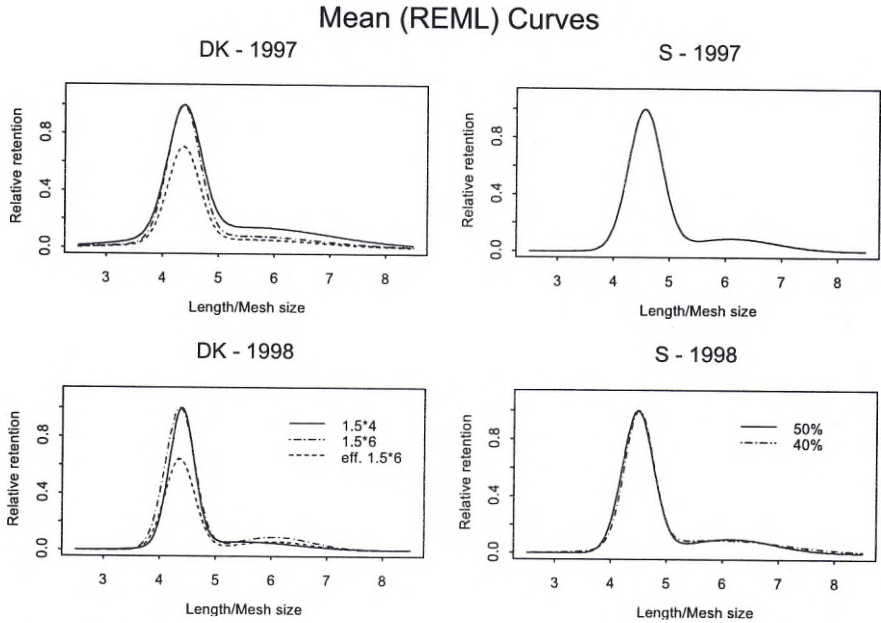 Mean (REML) Curves
DK - 1997
Relative retention
0.0 0.4 0.8
3 4 5 6 7 8
Length/Mesh size
S - 1997
Relative retention
0.0 0.4 0.8
3 4 5 6 7 8
Length/Mesh size
DK - 1998
Relative retention
0.0 0.4 0.8
1.5*4
1.5*6
eff. 1.5*6
3 4 5 6 7 8
Length/Mesh size
S - 1998
Relative retention
0.0 0.4 0.8
50%
40%
3 4 5 6 7 8
Length/Mesh size